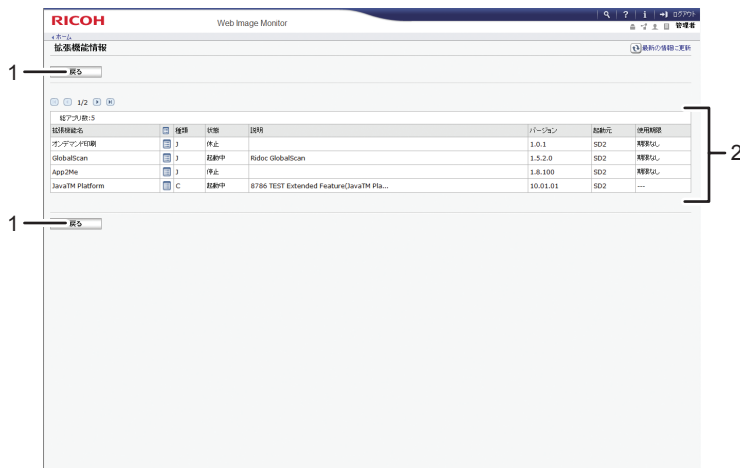 ログアウト
RICOH Web Image Monitor
管理者
ホーム
拡張機能情報 最新の情報に更新
1 戻る
1/2
総アプリ数:5
拡張機能名 種類 状態 説明 バージョン 起動元 使用期限
オンデマンド印刷 J 休止 1.0.1 SD2 期限なし
GlobalScan J 起動中 Ridoc GlobalScan 1.5.2.0 SD2 期限なし
2
App2Me J 停止 1.8.100 SD2 期限なし
JavaTM Platform C 起動中 8786 TEST Extended Feature(JavaTM Pla... 10.01.01 SD2 ---
1 戻る